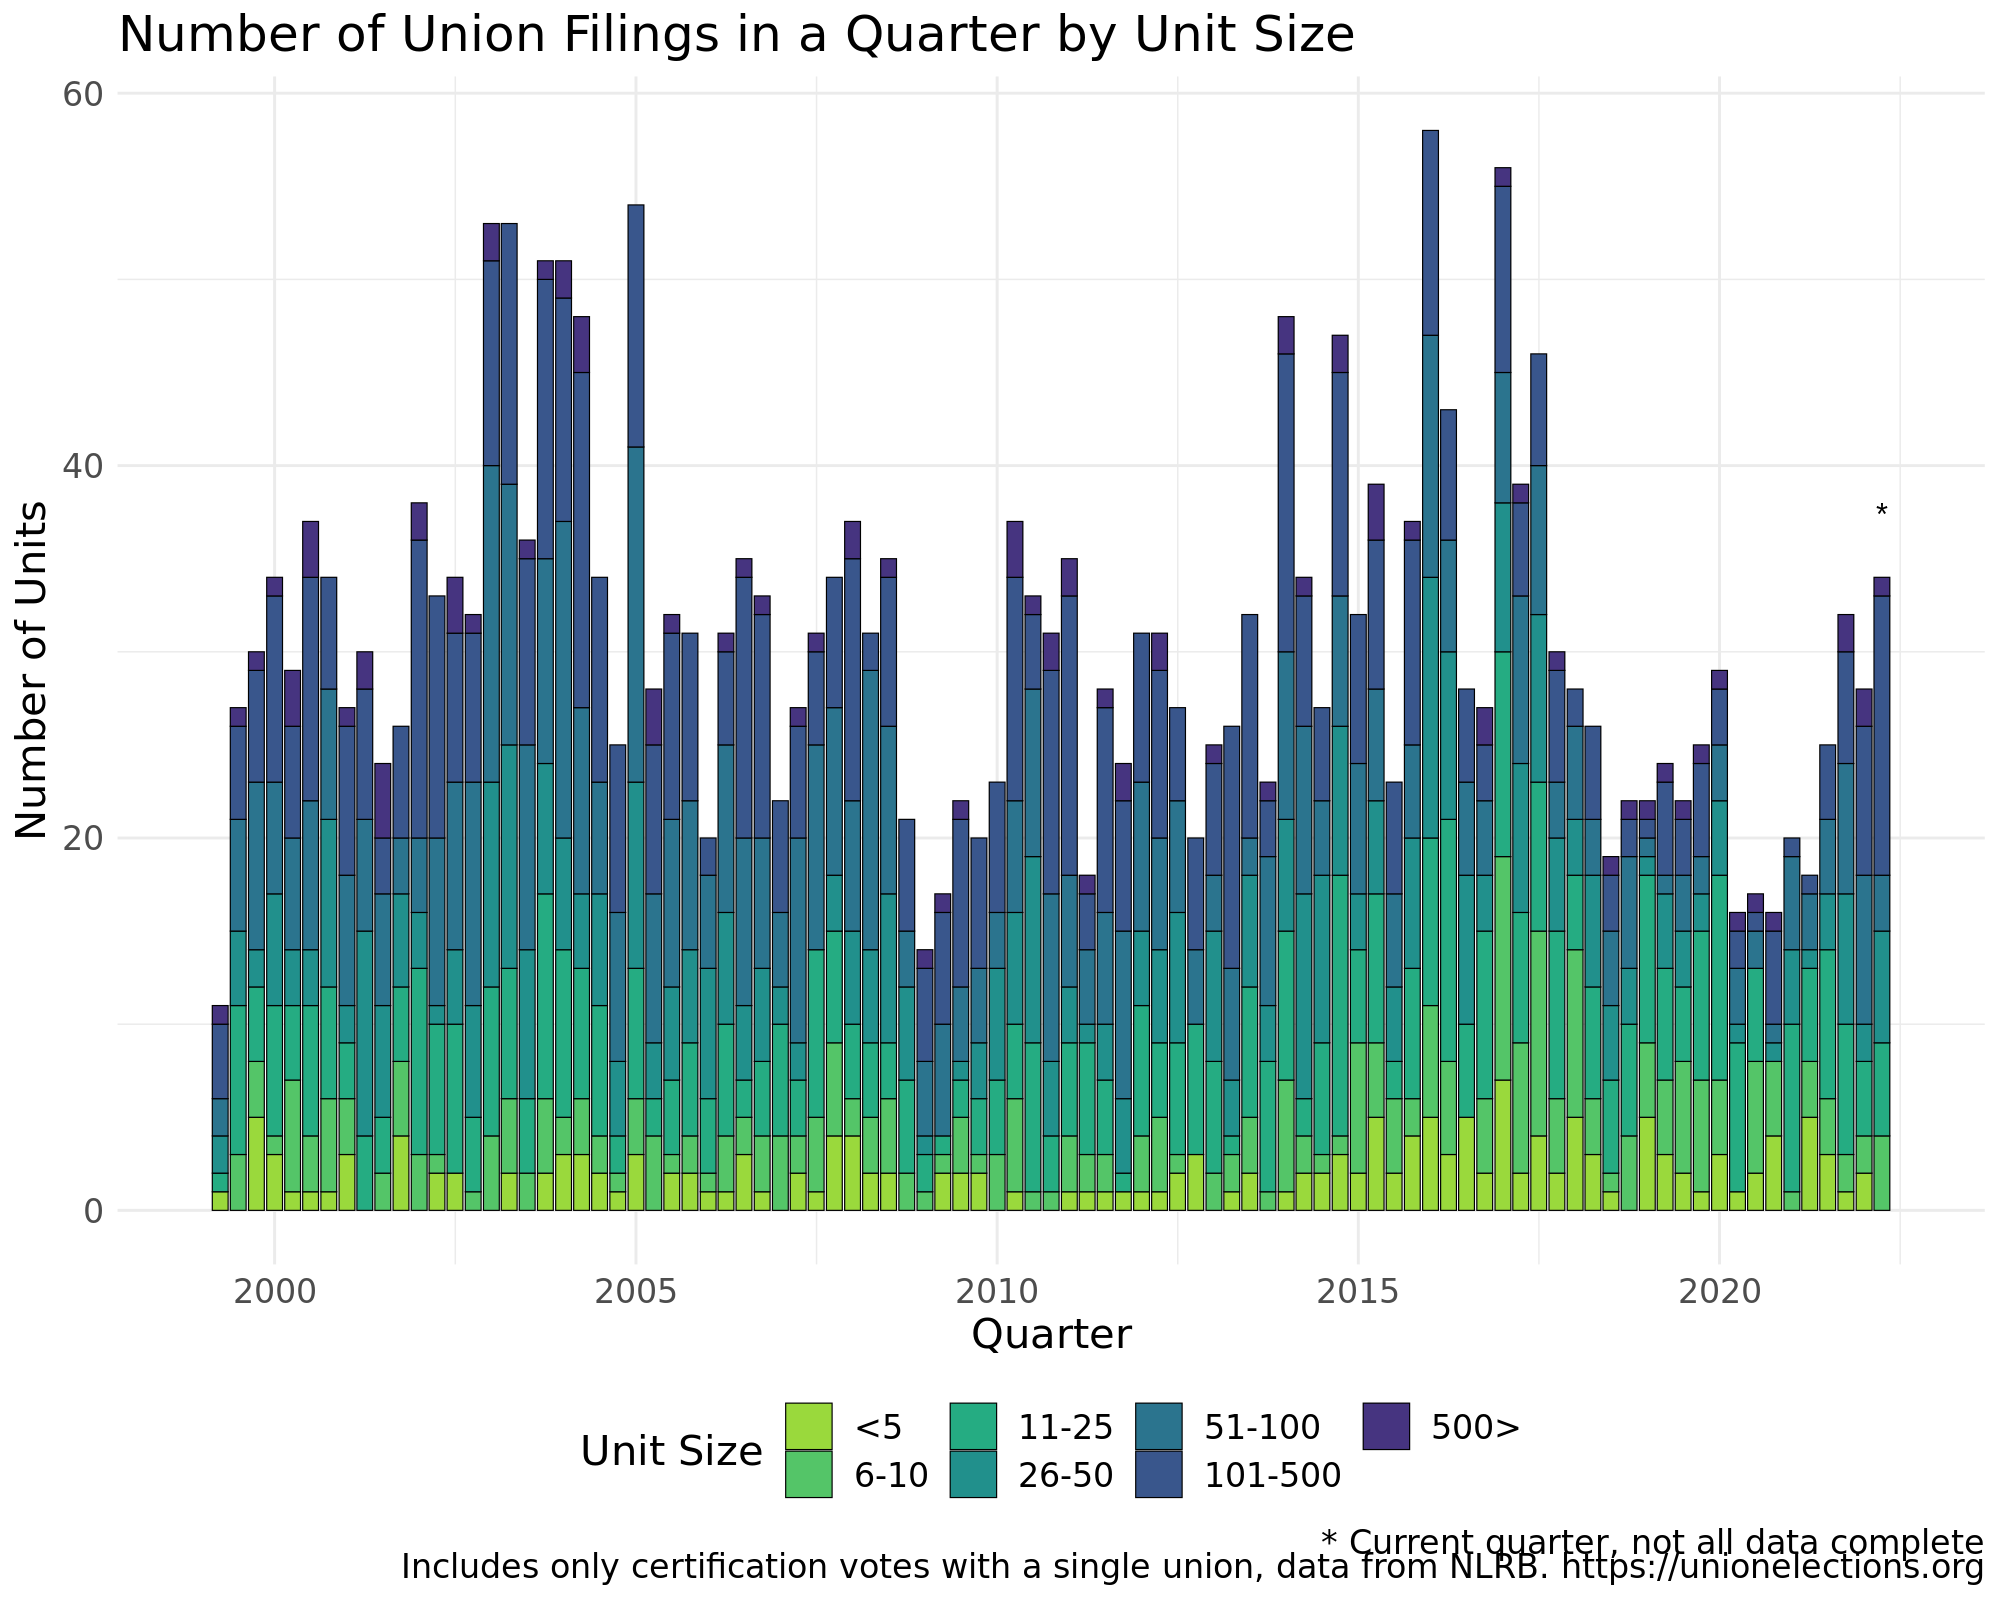 Number of Union Filings in a Quarter by Unit Size
60
40
20
0
Number of Units
*
2000 2005 2010 2015 2020
Quarter
Unit Size
<5 11-25 51-100 500>
6-10 26-50 101-500
* Current quarter, not all data complete
Includes only certification votes with a single union, data from NLRB. https://unionelections.org